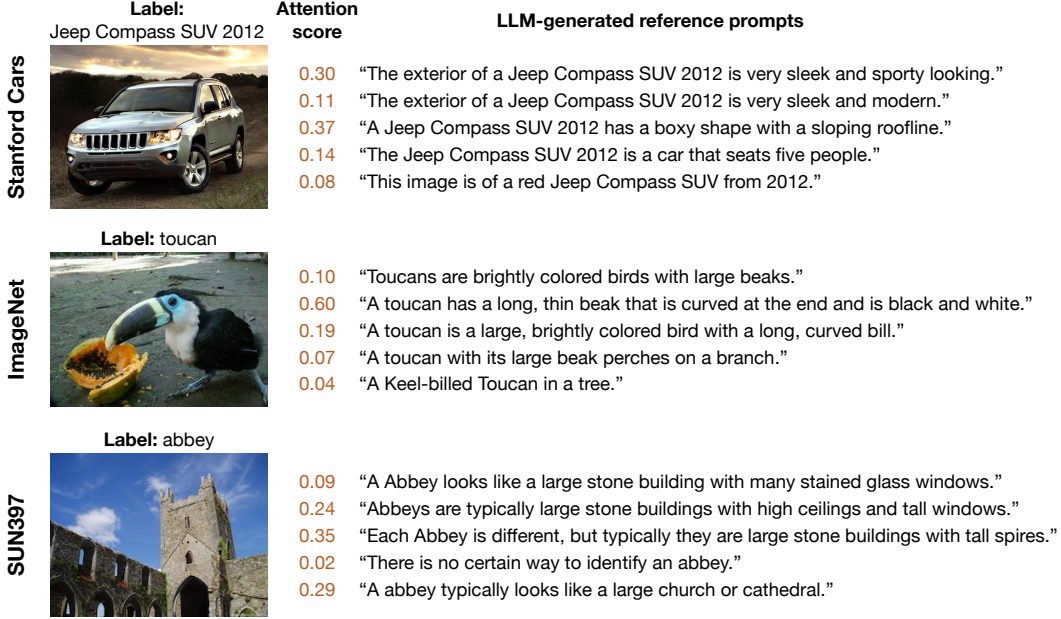 Label:
Jeep Compass SUV 2012
Attention score
LLM-generated reference prompts
Stanford Cars
0.30 “The exterior of a Jeep Compass SUV 2012 is very sleek and sporty looking.”
0.11 “The exterior of a Jeep Compass SUV 2012 is very sleek and modern.”
0.37 “A Jeep Compass SUV 2012 has a boxy shape with a sloping roofline.”
0.14 “The Jeep Compass SUV 2012 is a car that seats five people.”
0.08 “This image is of a red Jeep Compass SUV from 2012.”
Label: toucan
ImageNet
0.10 “Toucans are brightly colored birds with large beaks.”
0.60 “A toucan has a long, thin beak that is curved at the end and is black and white.”
0.19 “A toucan is a large, brightly colored bird with a long, curved bill.”
0.07 “A toucan with its large beak perches on a branch.”
0.04 “A Keel-billed Toucan in a tree.”
Label: abbey
SUN397
0.09 “A Abbey looks like a large stone building with many stained glass windows.”
0.24 “Abbeys are typically large stone buildings with high ceilings and tall windows.”
0.35 “Each Abbey is different, but typically they are large stone buildings with tall spires.”
0.02 “There is no certain way to identify an abbey.”
0.29 “A abbey typically looks like a large church or cathedral.”